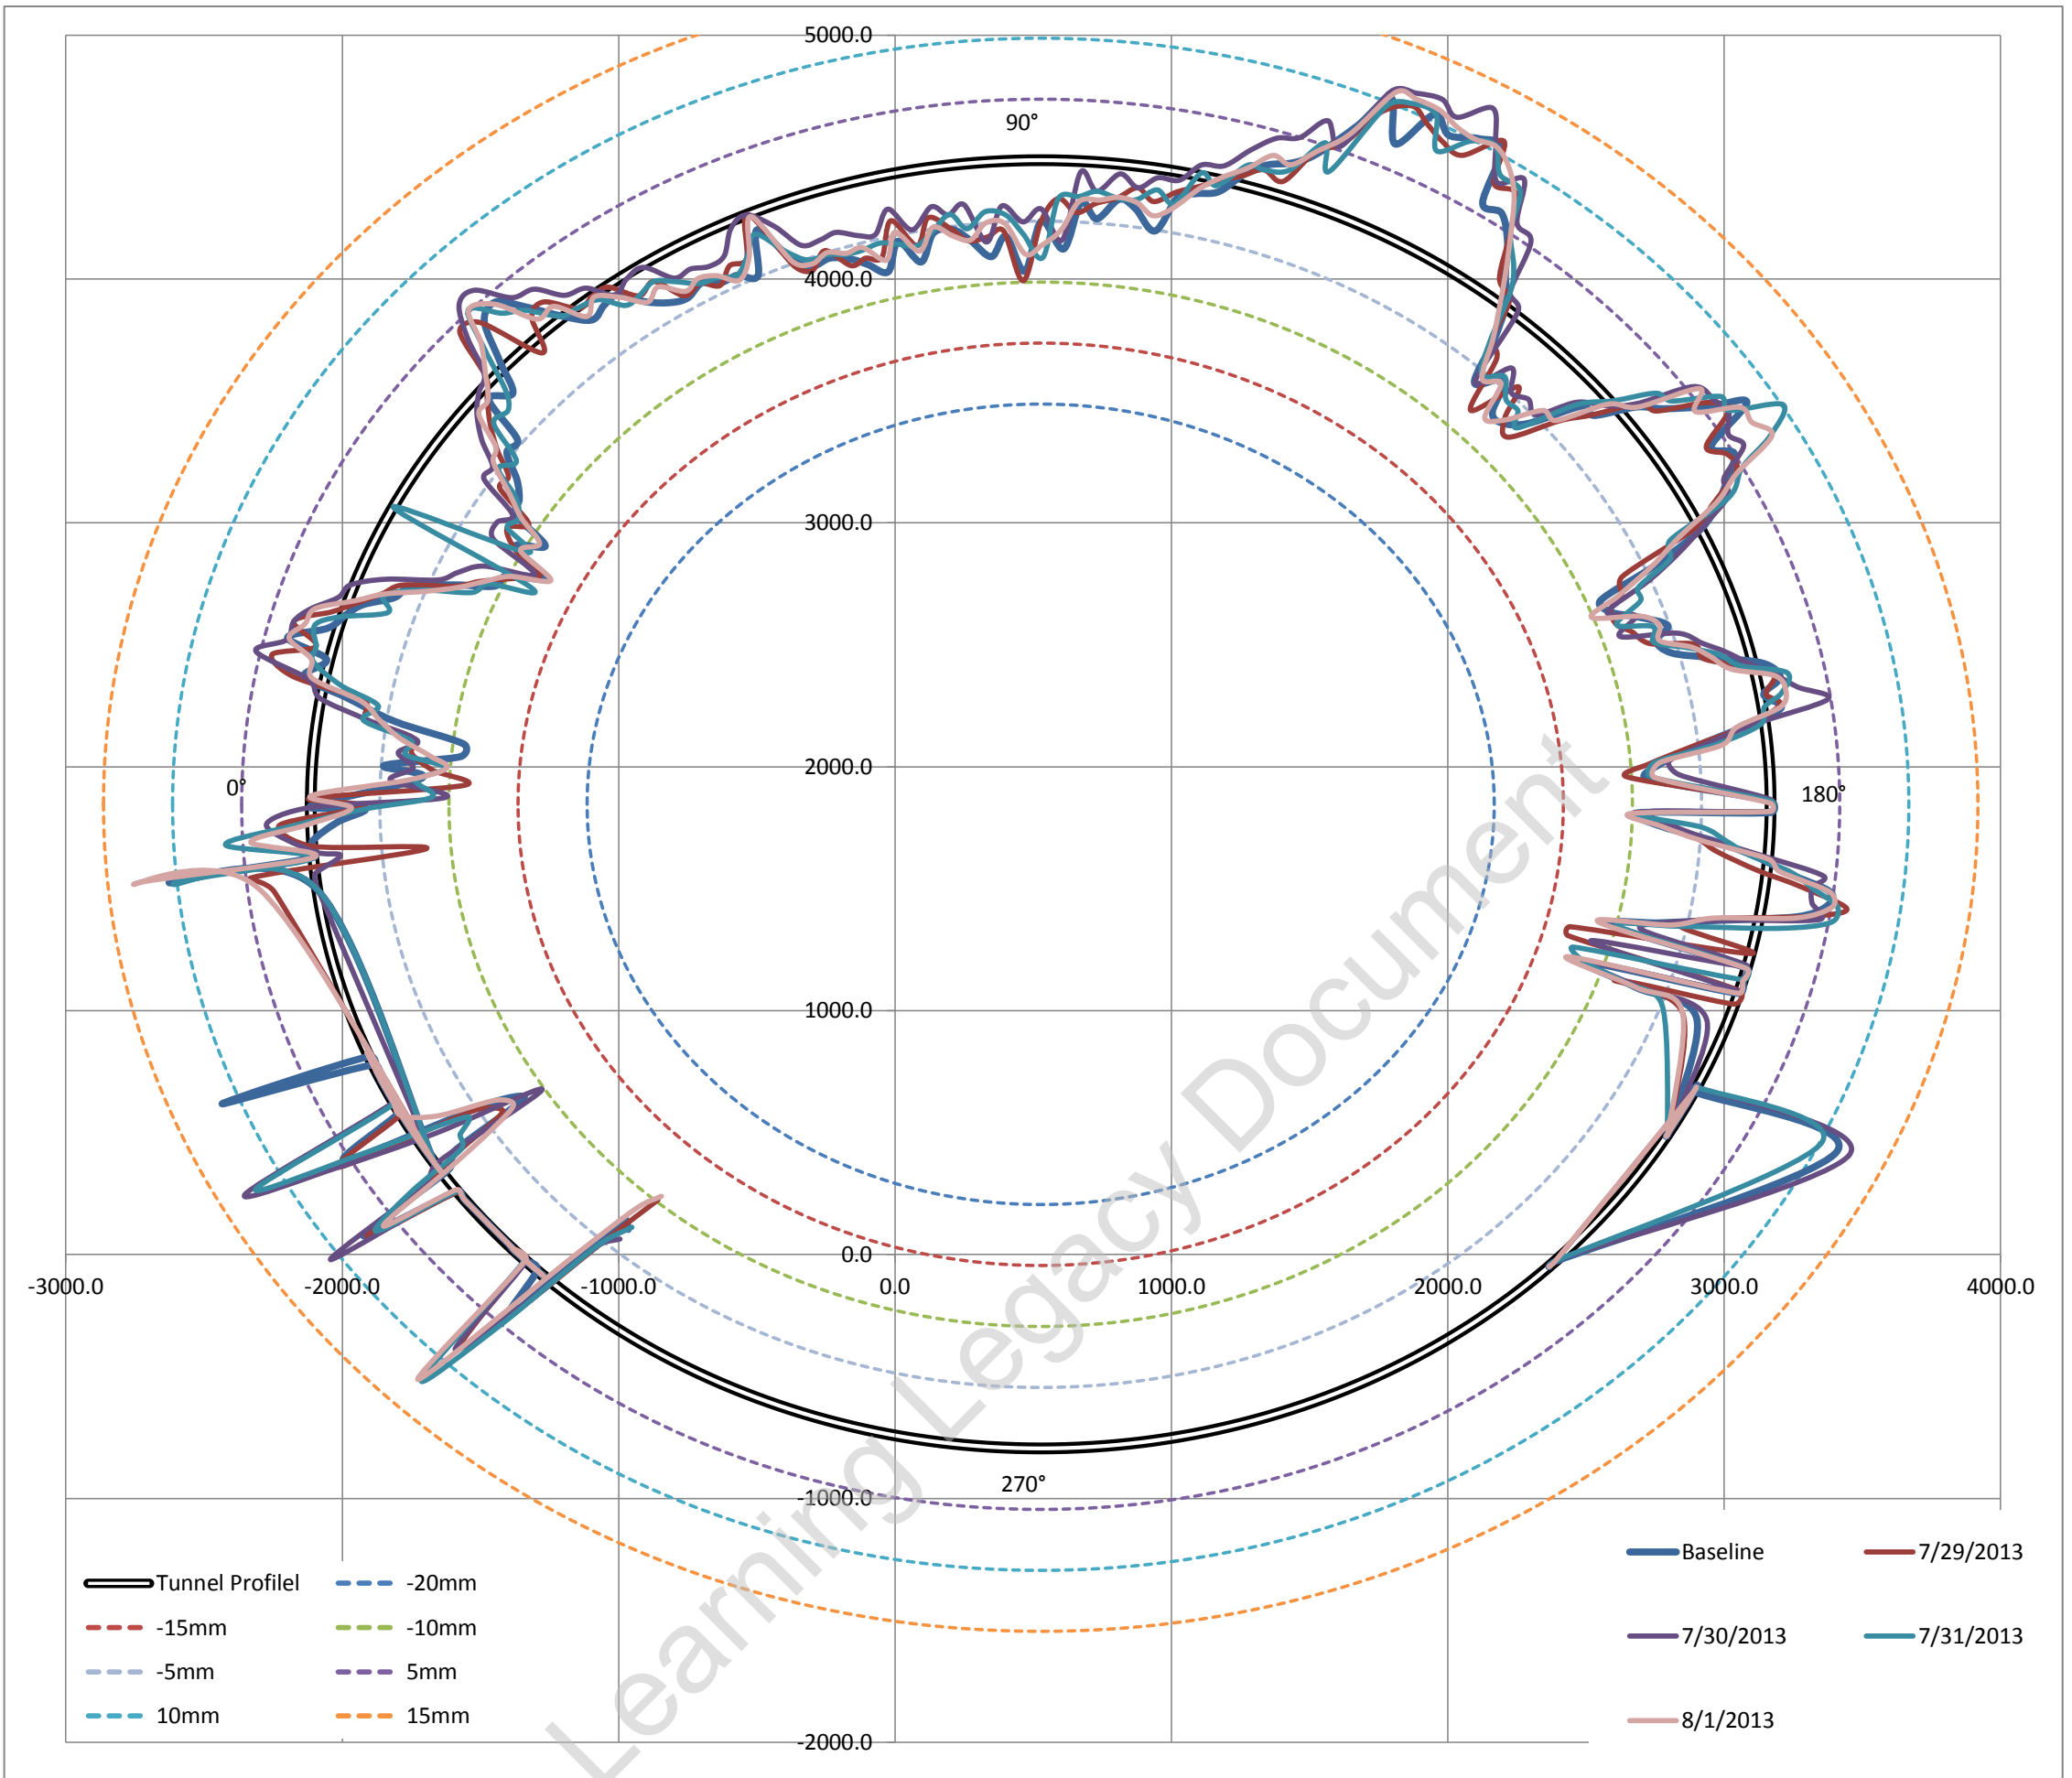 5000.0
90°
4000.0
3000.0
2000.0
0°
180°
1000.0
0.0
-3000.0 -2000.0 -1000.0 0.0 1000.0 2000.0 3000.0 4000.0
270°
-1000.0
-2000.0
Tunnel Profilel -20mm
-15mm -10mm
-5mm 5mm
10mm 15mm
Baseline 7/29/2013
7/30/2013 7/31/2013
8/1/2013
Learning Legacy Document